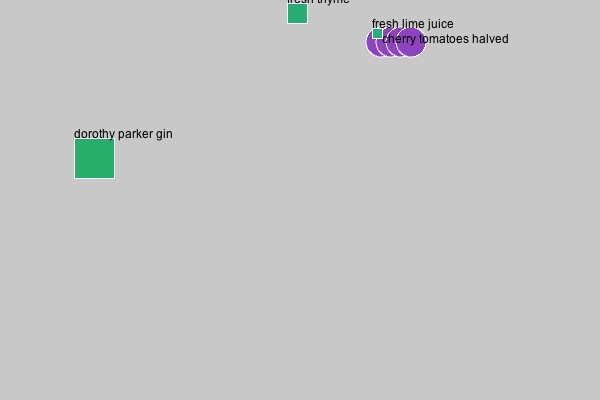 fresh thyme
fresh lime juice
cherry tomatoes halved
dorothy parker gin